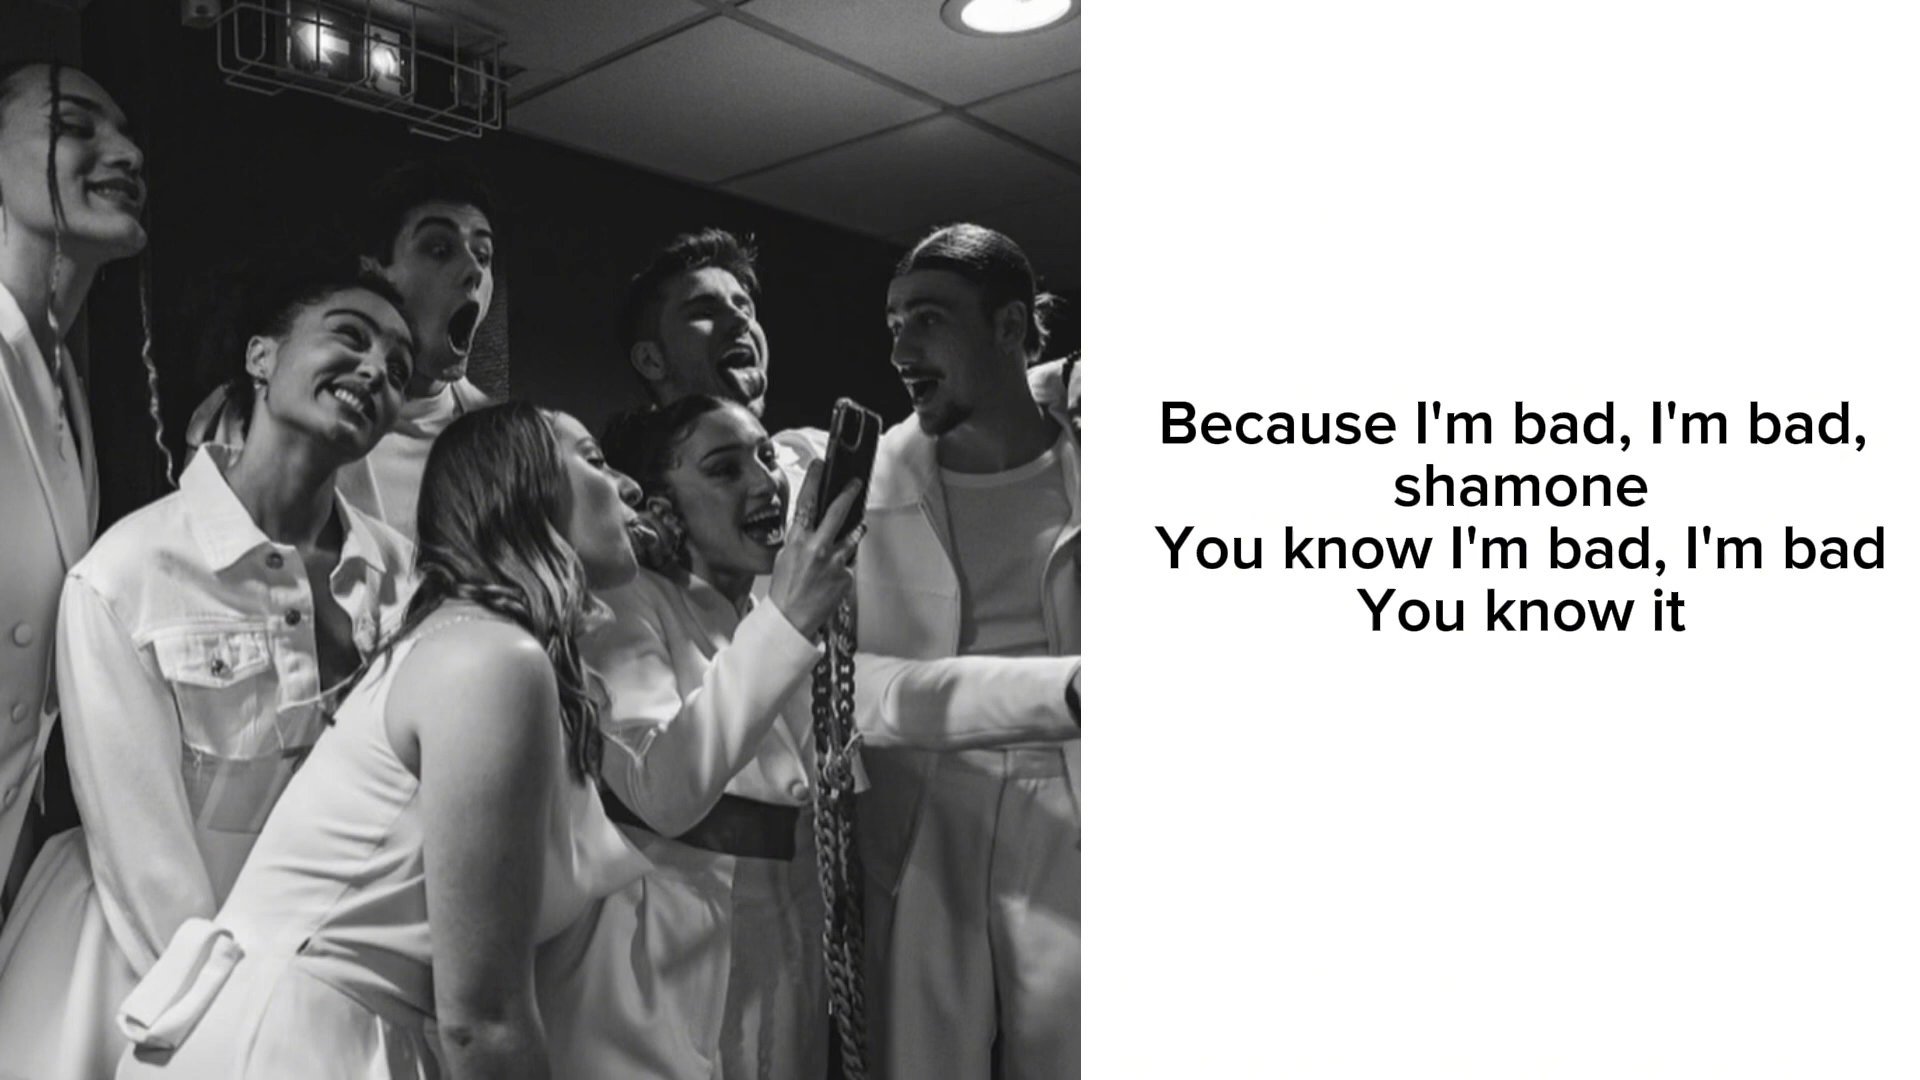 Because I'm bad, I'm bad,
shamone
You know I'm bad, I'm bad
You know it